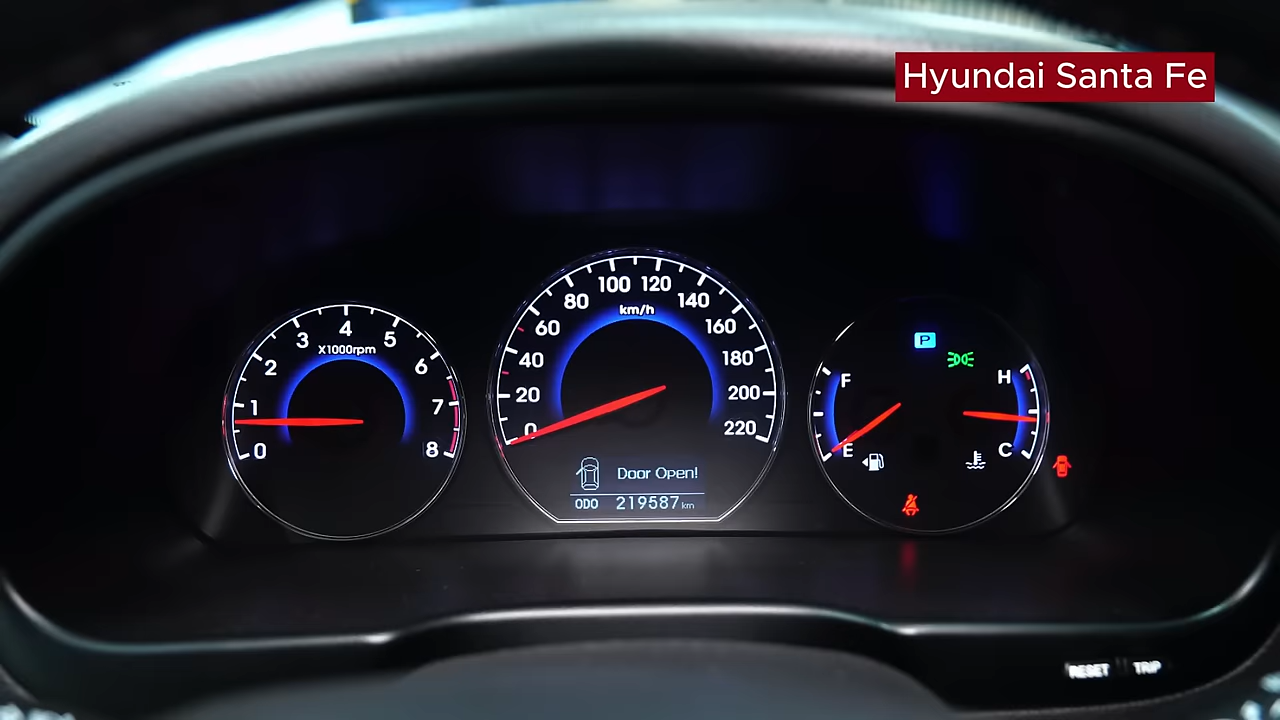 Hyundai Santa Fe
0 1 2 3 4 5 6 7 8
X1000rpm
0 20 40 60 80 100 120 140 160 180 200 220
km/h
Door Open!
ODO 219587 km
P
F
E
H
C
RESET TRIP